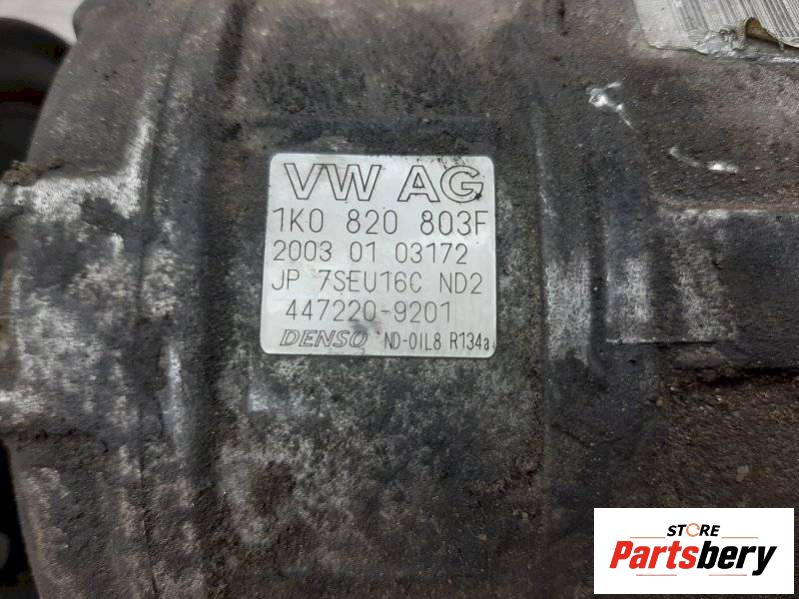 VW AG
1K0 820 803F
2003 01 03172
JP 7SEU16C ND2
447220-9201
DENSO ND-OIL8 R134a
STORE
Partsbery